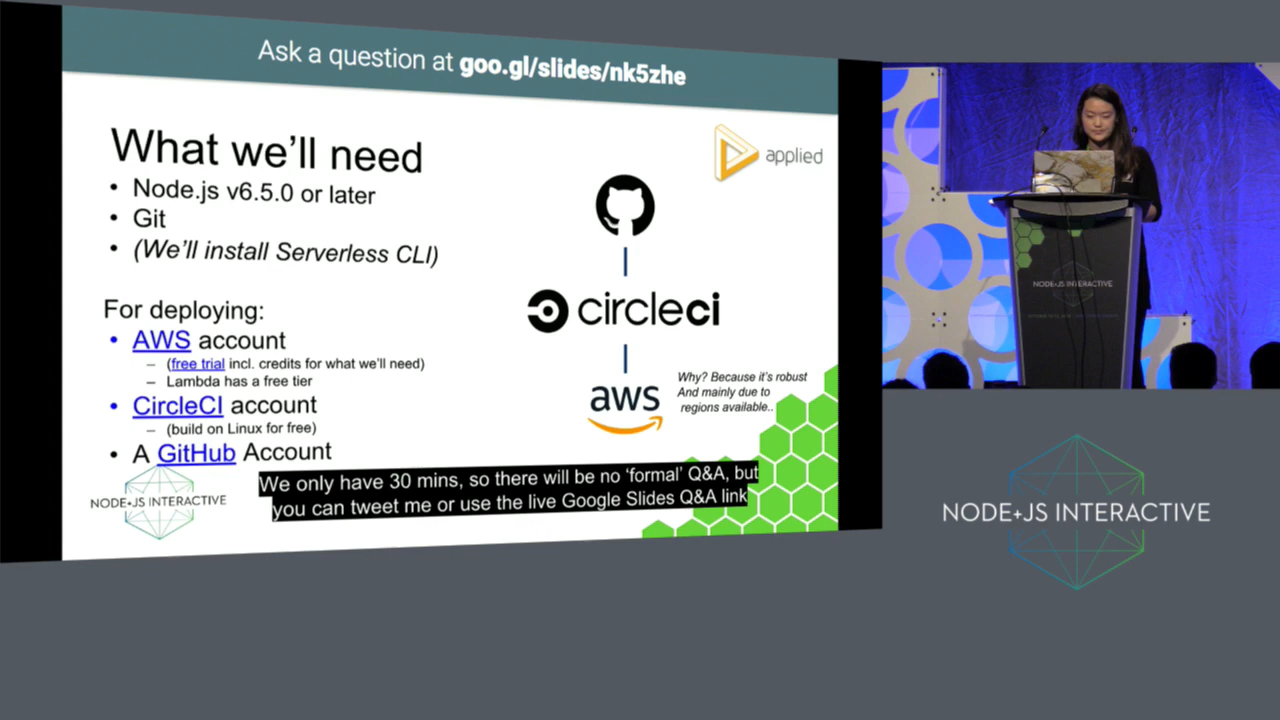 Ask a question at goo.gl/slides/nk5zhe
What we'll need
• Node.js v6.5.0 or later
• Git
• (We'll install Serverless CLI)
For deploying:
• AWS account
– (free trial incl. credits for what we'll need)
– Lambda has a free tier
• CircleCI account
– (build on Linux for free)
• A GitHub Account
applied
circleci
aws
Why? Because it's robust
And mainly due to
regions available..
NODE+JS INTERACTIVE
We only have 30 mins, so there will be no 'formal' Q&A, but
you can tweet me or use the live Google Slides Q&A link
NODE+JS INTERACTIVE
NODE+JS INTERACTIVE